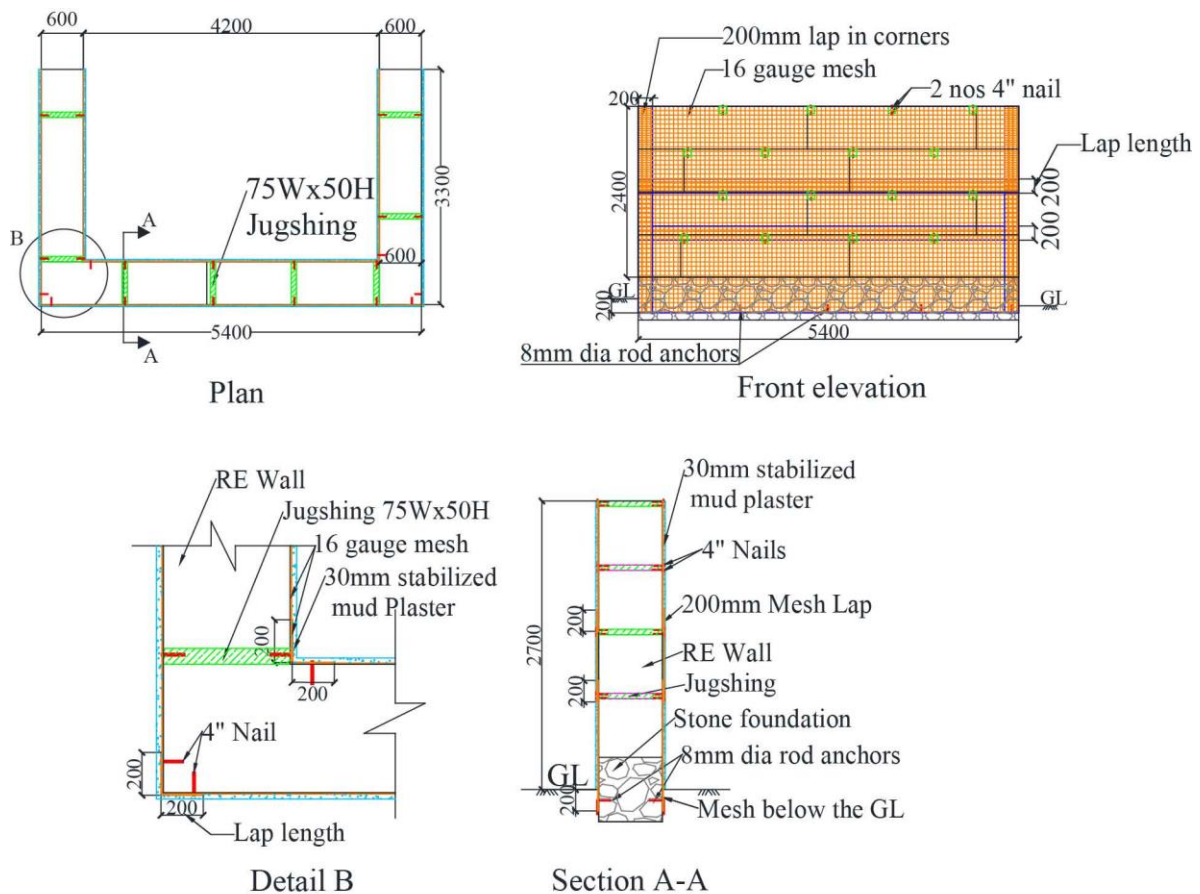 600
4200
600
3300
75Wx50H
Jugshing
B
A
600
A
5400
Plan
200mm lap in corners
16 gauge mesh
2 nos 4" nail
200
Lap length
2400
200
200
GL
200
GL
8mm dia rod anchors
5400
Front elevation
RE Wall
Jugshing 75Wx50H
16 gauge mesh
30mm stabilized
mud Plaster
200
200
4" Nail
200
200
Lap length
Detail B
30mm stabilized
mud plaster
4" Nails
200mm Mesh Lap
200
2700
RE Wall
Jugshing
200
Stone foundation
8mm dia rod anchors
GL
200
Mesh below the GL
Section A-A